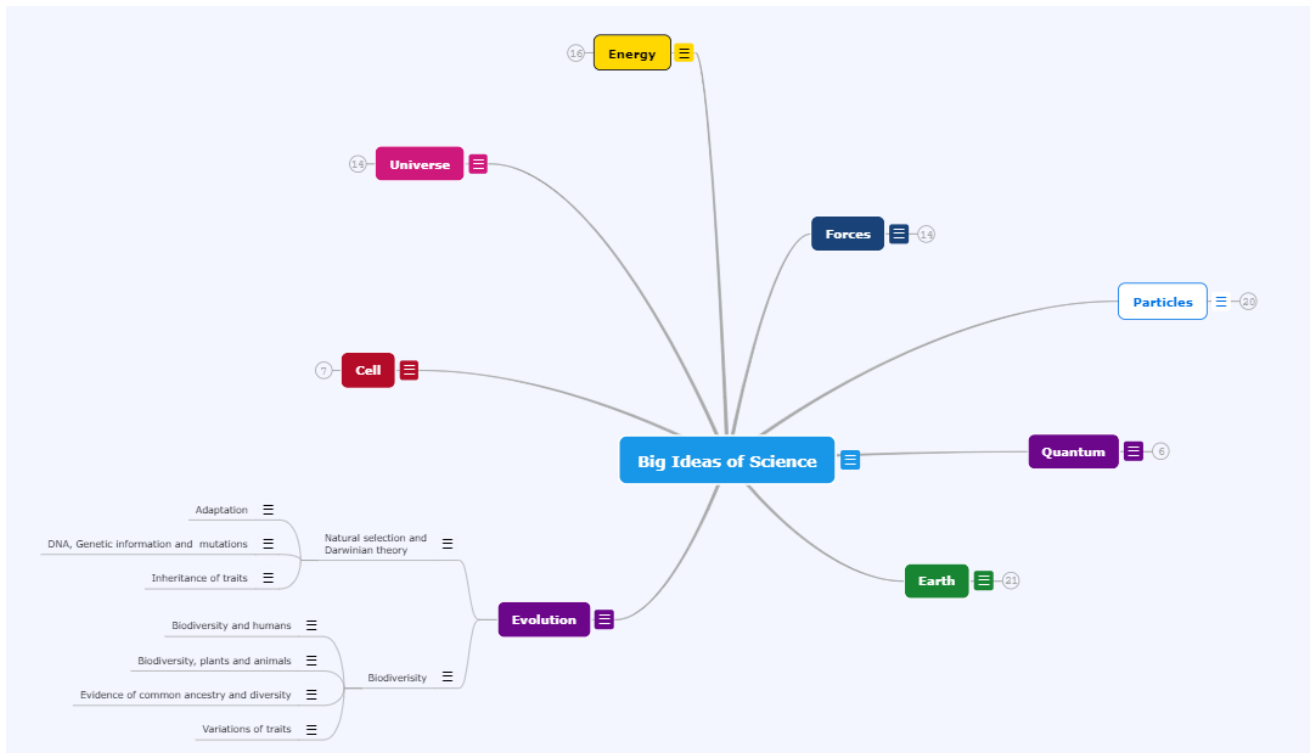 16
Energy
14
Universe
Forces
14
Particles
20
7
Cell
Big Ideas of Science
Quantum
6
Adaptation
DNA, Genetic information and mutations
Inheritance of traits
Natural selection and
Darwinian theory
Earth
21
Evolution
Biodiversity and humans
Biodiversity, plants and animals
Evidence of common ancestry and diversity
Variations of traits
Biodiverisity